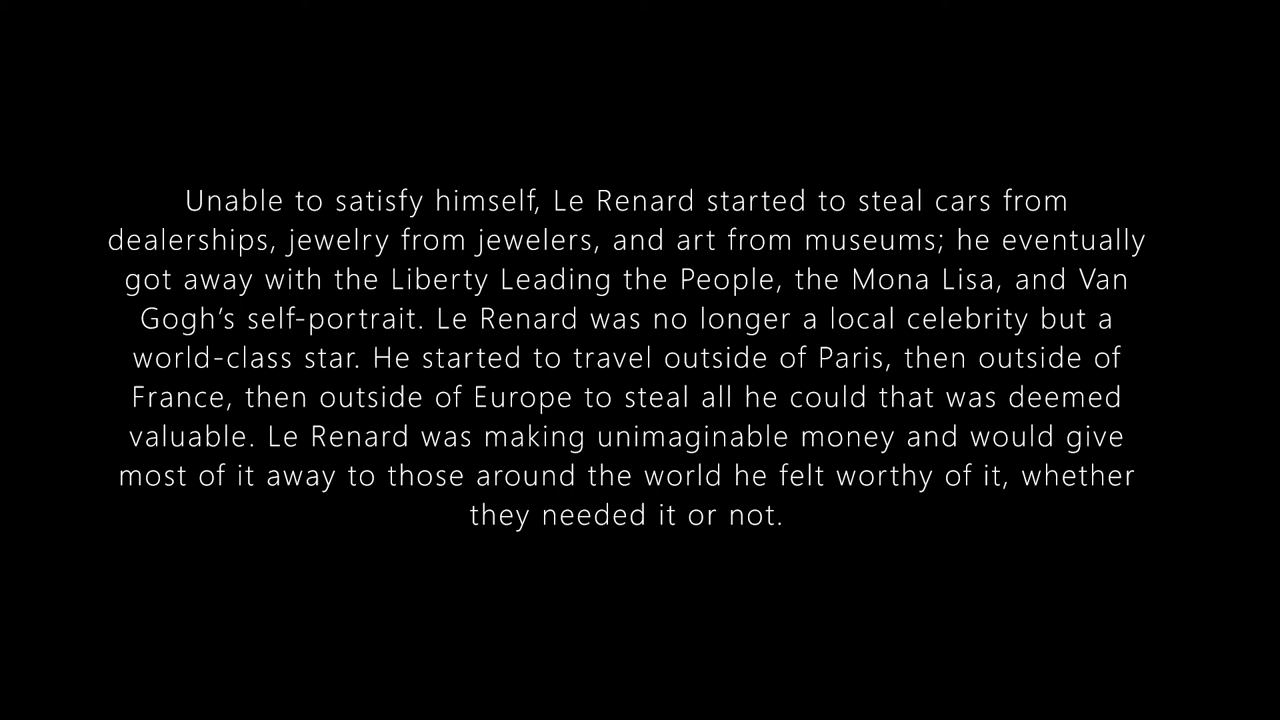 Unable to satisfy himself, Le Renard started to steal cars from
dealerships, jewelry from jewelers, and art from museums; he eventually
got away with the Liberty Leading the People, the Mona Lisa, and Van
Gogh’s self-portrait. Le Renard was no longer a local celebrity but a
world-class star. He started to travel outside of Paris, then outside of
France, then outside of Europe to steal all he could that was deemed
valuable. Le Renard was making unimaginable money and would give
most of it away to those around the world he felt worthy of it, whether
they needed it or not.